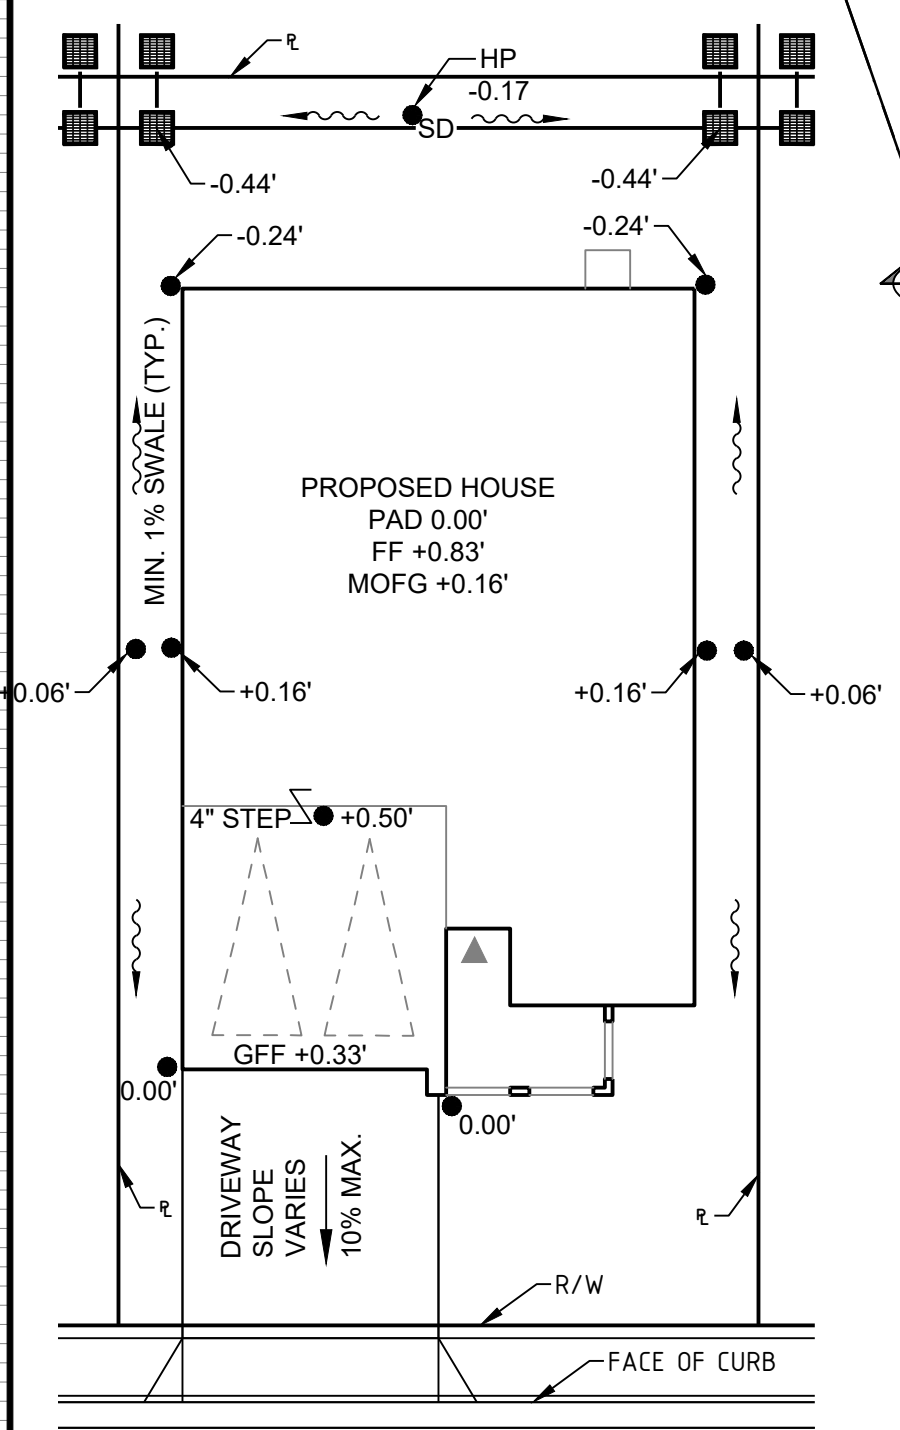 ℄
HP
-0.17
SD
-0.44'
-0.44'
-0.24'
-0.24'
MIN. 1% SWALE (TYP.)
PROPOSED HOUSE
PAD 0.00'
FF +0.83'
MOFG +0.16'
+0.06'
+0.16'
+0.16'
+0.06'
4" STEP
+0.50'
GFF +0.33'
0.00'
0.00'
DRIVEWAY
SLOPE
VARIES
10% MAX.
℄
℄
R/W
FACE OF CURB